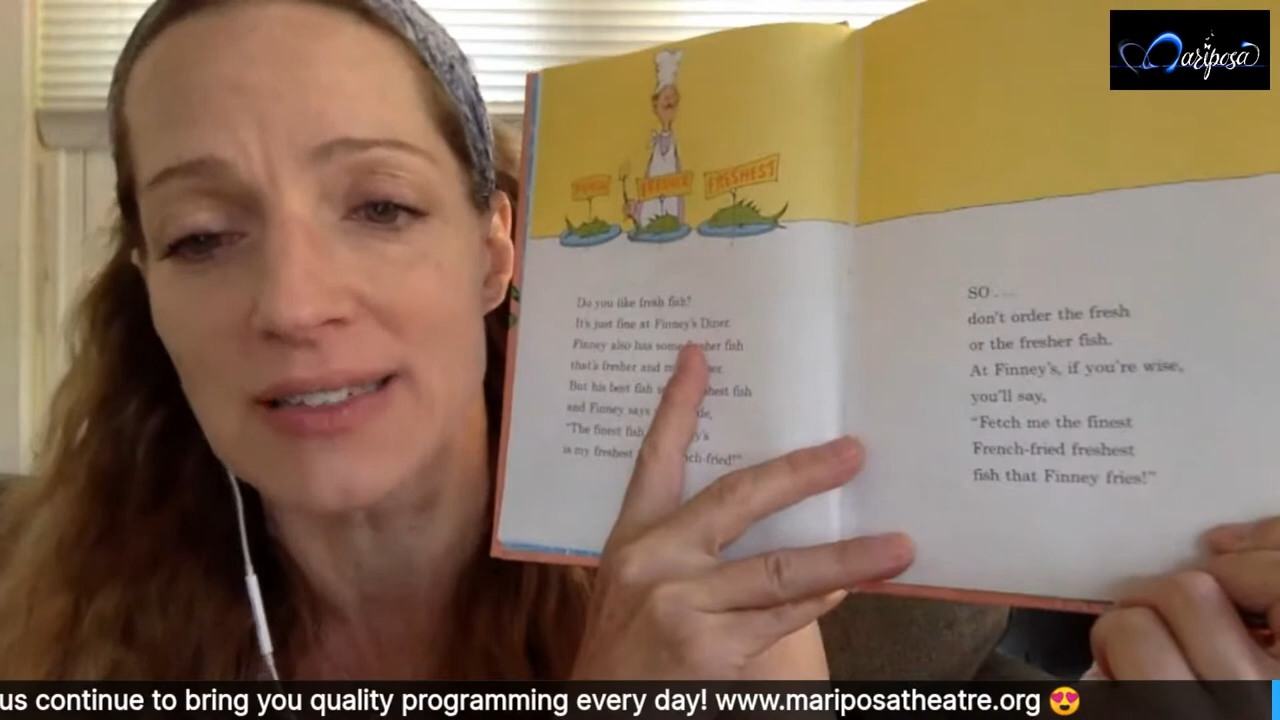 Mariposa
FRESHEST
Do you like fresh fish?
It's just fine at Finney's Diner.
Finney also has some fresher fish
that's fresher and
But his best fish
and Finney says
"The finest fish
is my freshest
SO....
don't order the fresh
or the fresher fish.
At Finney's, if you're wise,
you'll say,
"Fetch me the finest
French-fried freshest
fish that Finney fries!"
us continue to bring you quality programming every day! www.mariposatheatre.org 😍